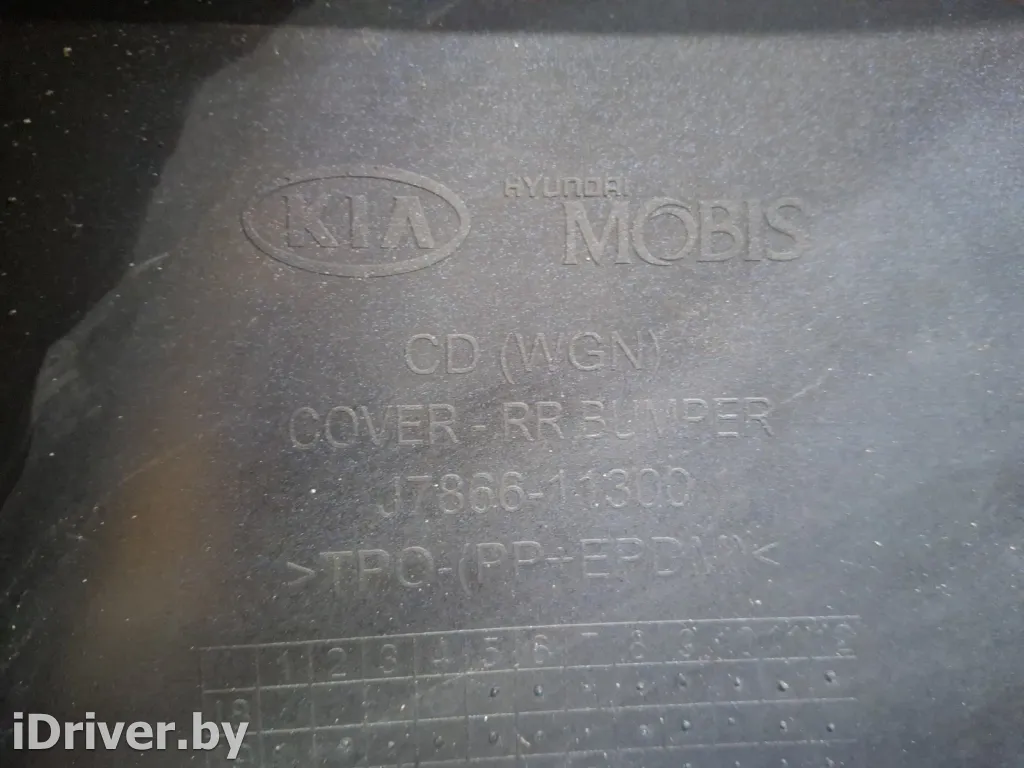 KIA HYUNDAI MOBIS
CD (WGN)
COVER - RR BUMPER
J7866-11300
>TPO-(PP+EPDM)<
1 2 3 4 5 6 7 8 9 10 11 12
18
iDriver.by